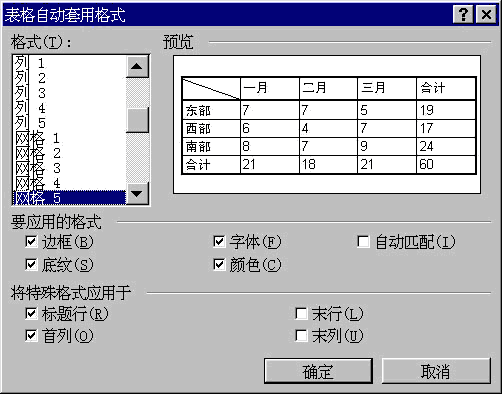 表格自动套用格式
格式(T): 预览
列 1
列 2
列 3
列 4
列 5
网格 1
网格 2
网格 3
网格 4
网格 5
一月 二月 三月 合计
东部 7 7 5 19
西部 6 4 7 17
南部 8 7 9 24
合计 21 18 21 60
要应用的格式
边框(B) 字体(F) 自动匹配(I)
底纹(S) 颜色(C)
将特殊格式应用于
标题行(R) 末行(L)
首列(O) 末列(U)
确定 取消